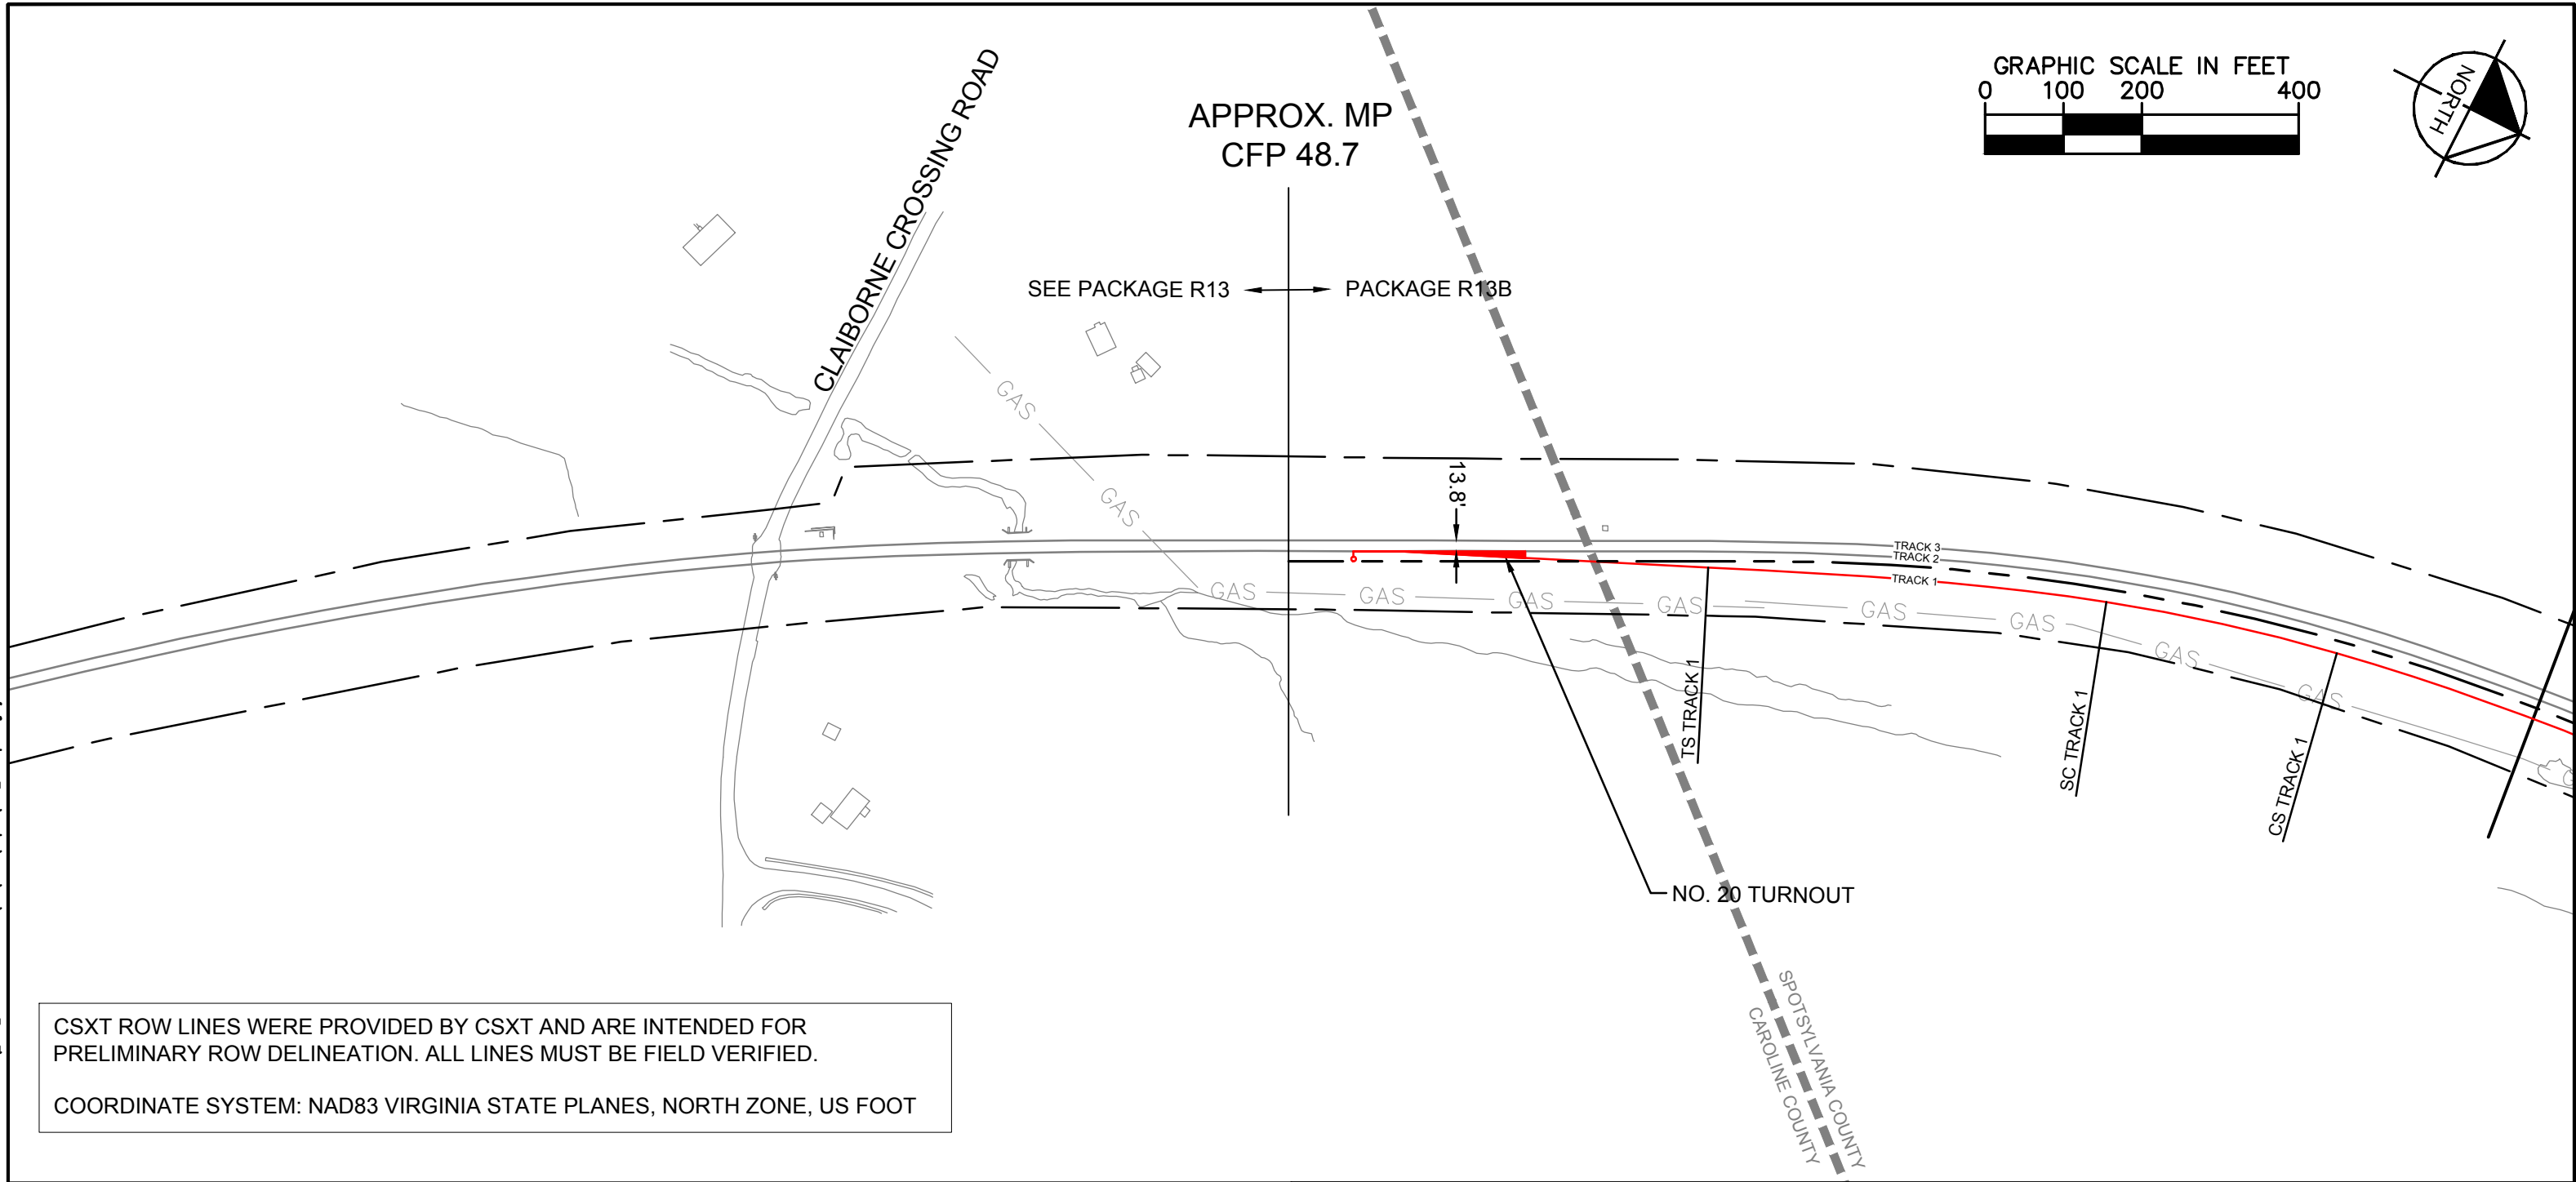 GRAPHIC SCALE IN FEET
0 100 200 400
NORTH
APPROX. MP
CFP 48.7
CLAIBORNE CROSSING ROAD
SEE PACKAGE R13
PACKAGE R13B
GAS
GAS
13.8'
TRACK 3
TRACK 2
TRACK 1
GAS
GAS
GAS
GAS
GAS
GAS
GAS
GAS
TS TRACK 1
SC TRACK 1
CS TRACK 1
NO. 20 TURNOUT
SPOTSYLVANIA COUNTY
CAROLINE COUNTY
CSXT ROW LINES WERE PROVIDED BY CSXT AND ARE INTENDED FOR
PRELIMINARY ROW DELINEATION. ALL LINES MUST BE FIELD VERIFIED.
COORDINATE SYSTEM: NAD83 VIRGINIA STATE PLANES, NORTH ZONE, US FOOT